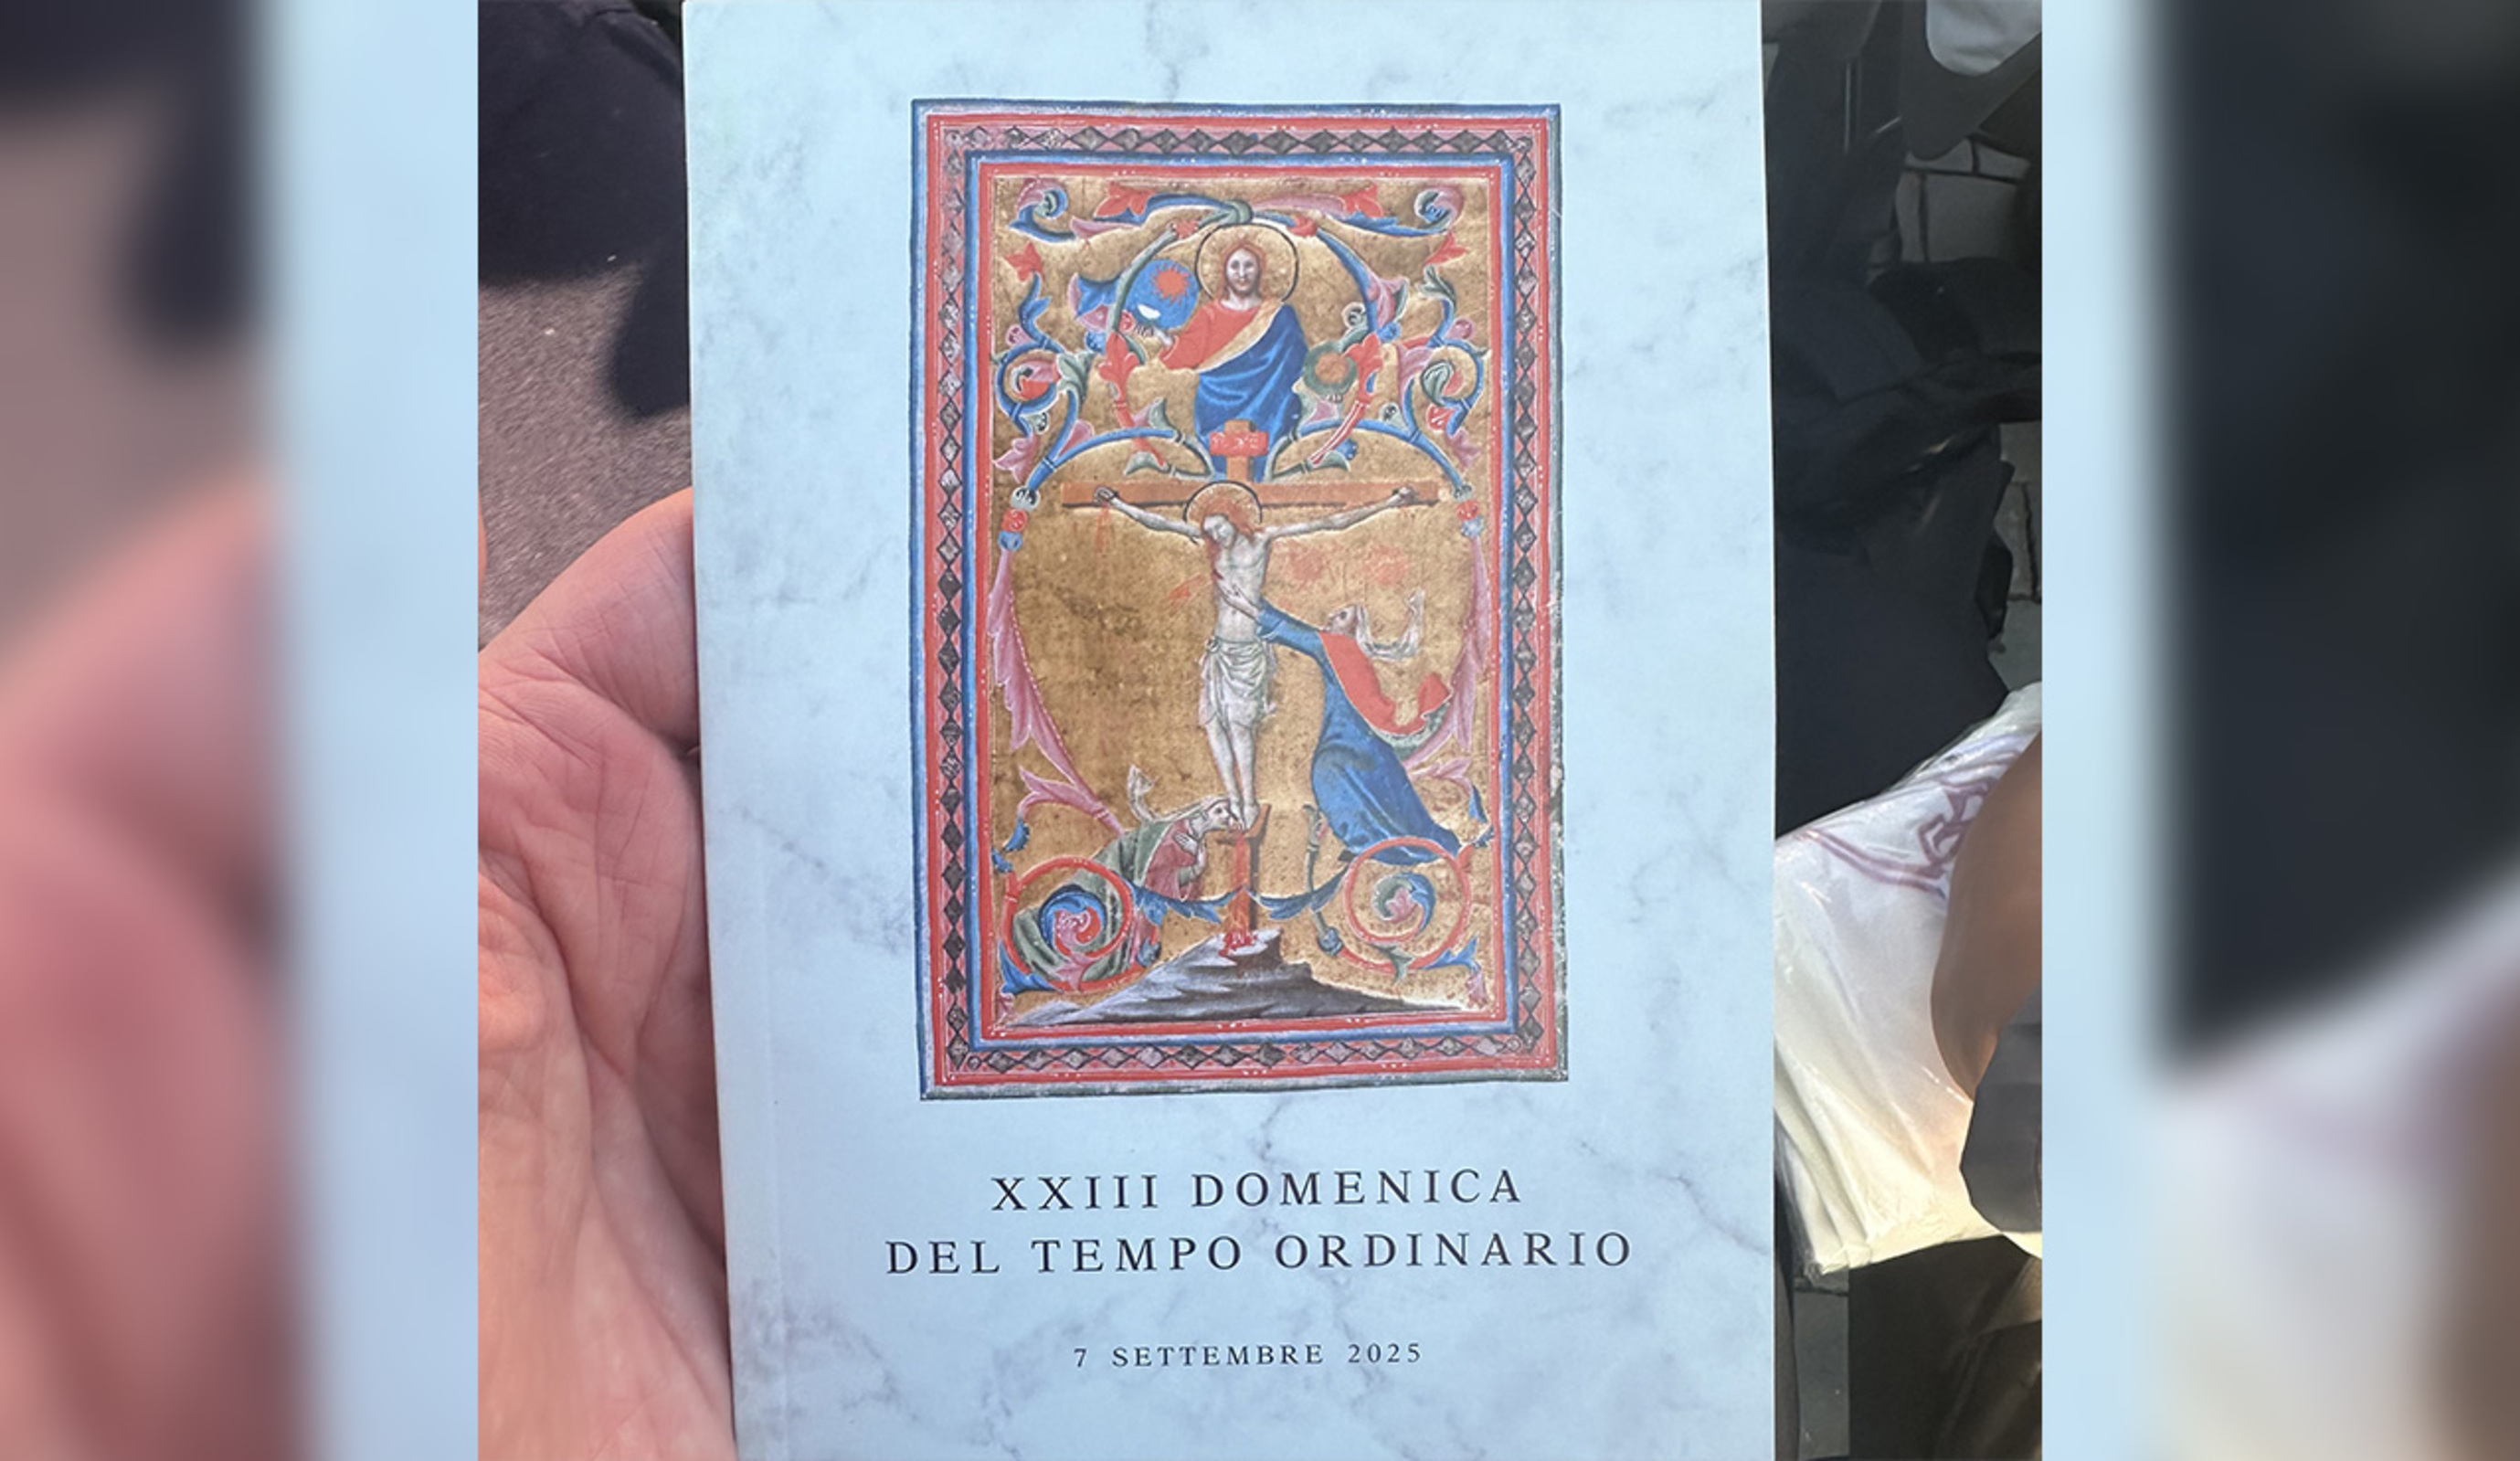 XXIII DOMENICA
DEL TEMPO ORDINARIO
7 SETTEMBRE 2025